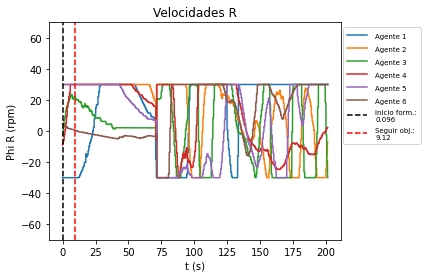 Velocidades R
Phi R (rpm)
60
40
20
0
−20
−40
−60
0
25
50
75
100
125
150
175
200
t (s)
Agente 1
Agente 2
Agente 3
Agente 4
Agente 5
Agente 6
Inicio form.:
0.096
Seguir obj.:
9.12